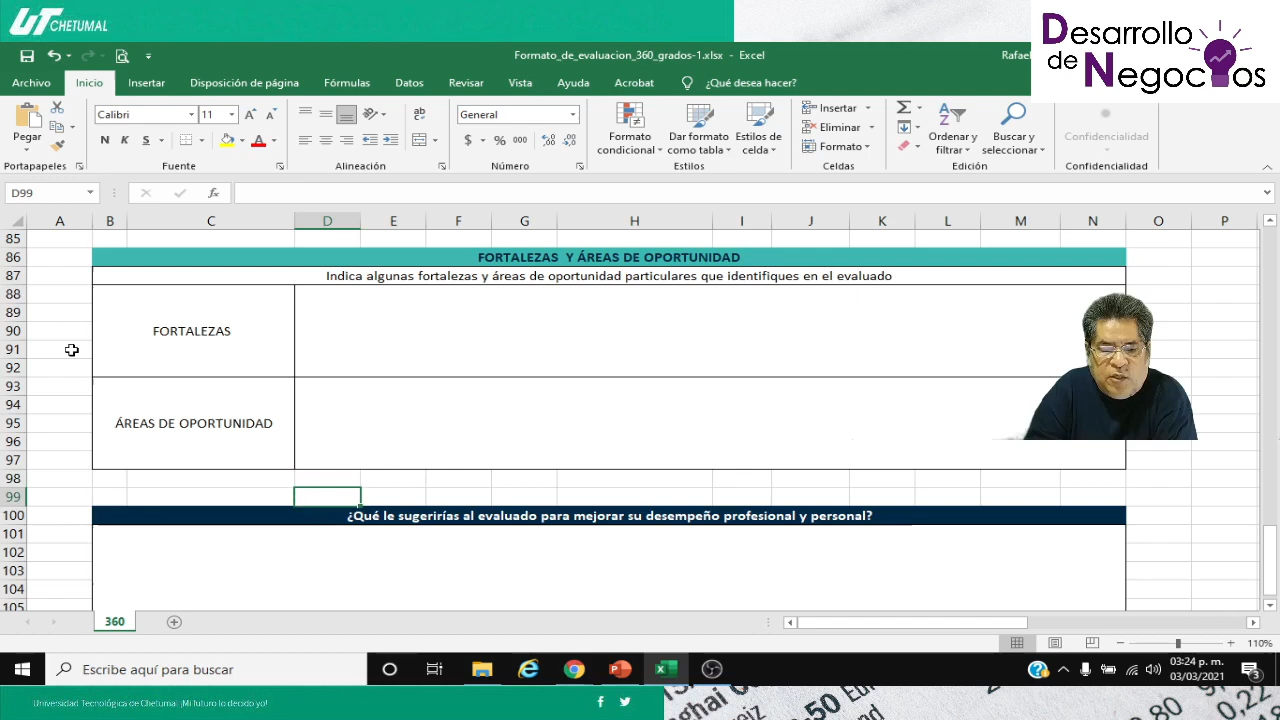 UT CHETUMAL
Desarrollo
de Negocios
Formato_de_evaluacion_360_grados-1.xlsx - Excel
Rafae
Archivo Inicio Insertar Disposición de página Fórmulas Datos Revisar Vista Ayuda Acrobat ¿Qué desea hacer?
Pegar
Calibri 11
N K S
General
$ % 000
Formato condicional
Dar formato como tabla
Estilos de celda
Insertar
Eliminar
Formato
Ordenar y filtrar
Buscar y seleccionar
Confidencialidad
Portapapeles Fuente Alineación Número Estilos Celdas Edición Confidencialidad
D99 fx
A B C D E F G H I J K L M N O P
85
86 FORTALEZAS Y ÁREAS DE OPORTUNIDAD
87 Indica algunas fortalezas y áreas de oportunidad particulares que identifiques en el evaluado
88
89
90 FORTALEZAS
91
92
93
94
95 ÁREAS DE OPORTUNIDAD
96
97
98
99
100 ¿Qué le sugerirías al evaluado para mejorar su desempeño profesional y personal?
101
102
103
104
105
360
110%
Escribe aquí para buscar
03:24 p. m.
03/03/2021
3
Universidad Tecnológica de Chetumal ¡Mi futuro lo decido yo!